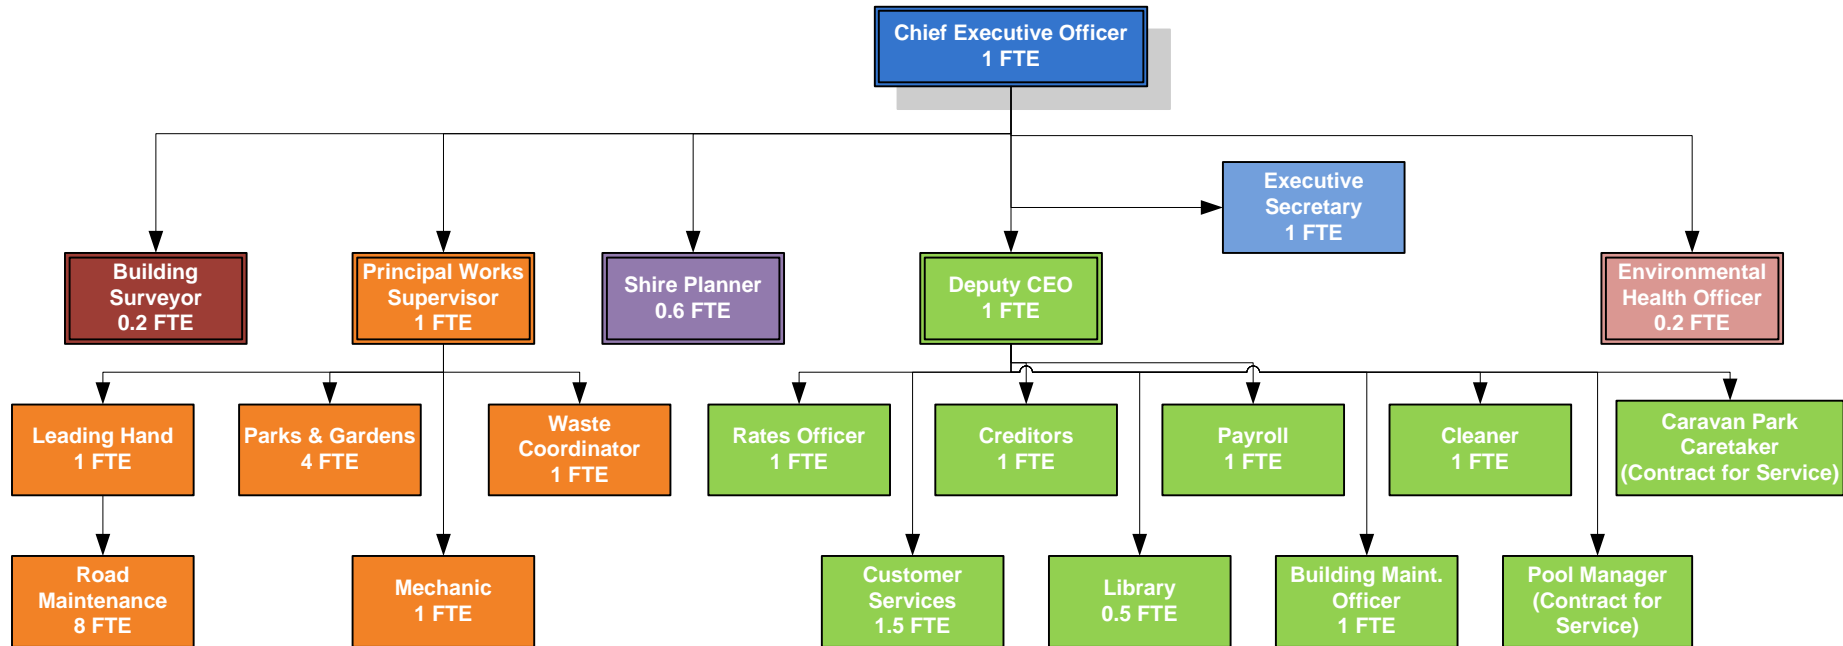 Chief Executive Officer
1 FTE
Executive
Secretary
1 FTE
Building
Surveyor
0.2 FTE
Principal Works
Supervisor
1 FTE
Shire Planner
0.6 FTE
Deputy CEO
1 FTE
Environmental
Health Officer
0.2 FTE
Leading Hand
1 FTE
Parks & Gardens
4 FTE
Waste
Coordinator
1 FTE
Rates Officer
1 FTE
Creditors
1 FTE
Payroll
1 FTE
Cleaner
1 FTE
Caravan Park
Caretaker
(Contract for Service)
Road
Maintenance
8 FTE
Mechanic
1 FTE
Customer
Services
1.5 FTE
Library
0.5 FTE
Building Maint.
Officer
1 FTE
Pool Manager
(Contract for
Service)